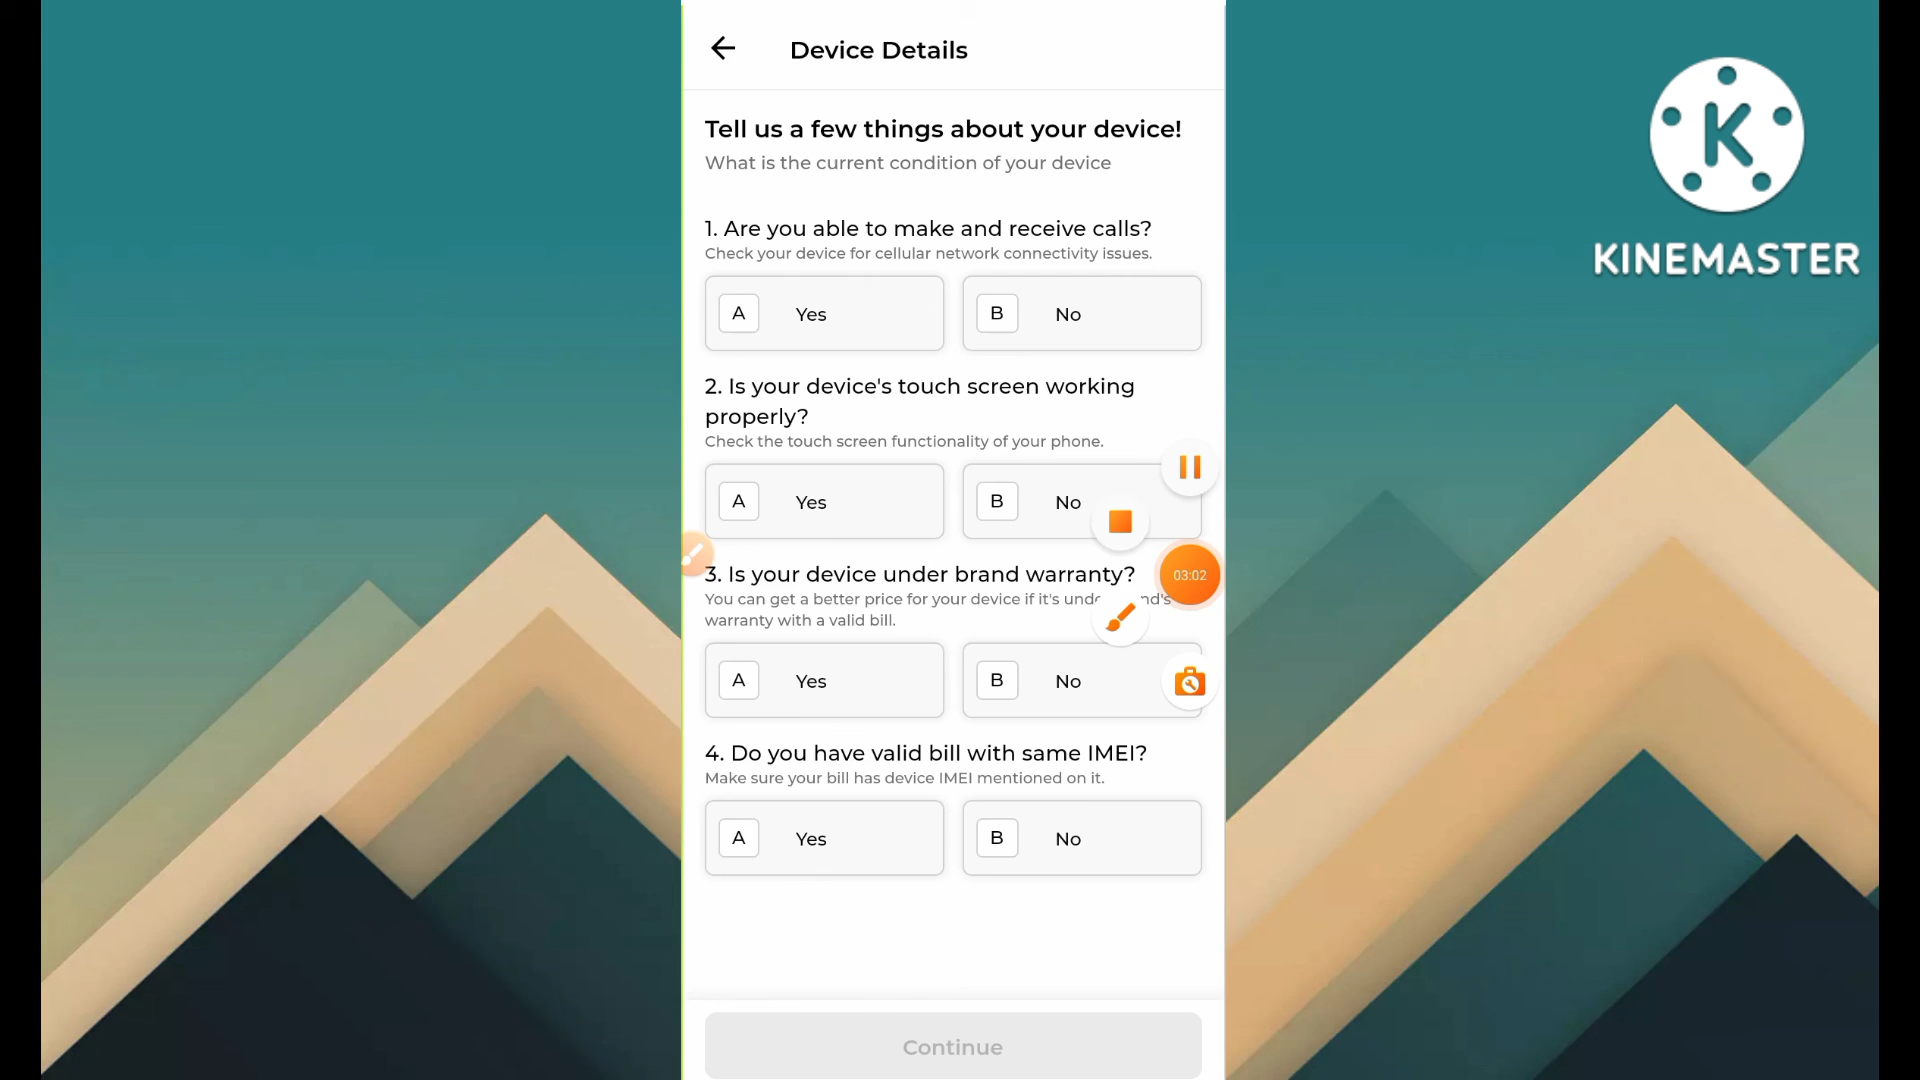 Device Details
Tell us a few things about your device!
What is the current condition of your device
1. Are you able to make and receive calls?
Check your device for cellular network connectivity issues.
A Yes B No
2. Is your device's touch screen working
properly?
Check the touch screen functionality of your phone.
A Yes B No
3. Is your device under brand warranty?
03:02
You can get a better price for your device if it's
warranty with a valid bill.
A Yes B No
4. Do you have valid bill with same IMEI?
Make sure your bill has device IMEI mentioned on it.
A Yes B No
Continue
K
KINEMASTER